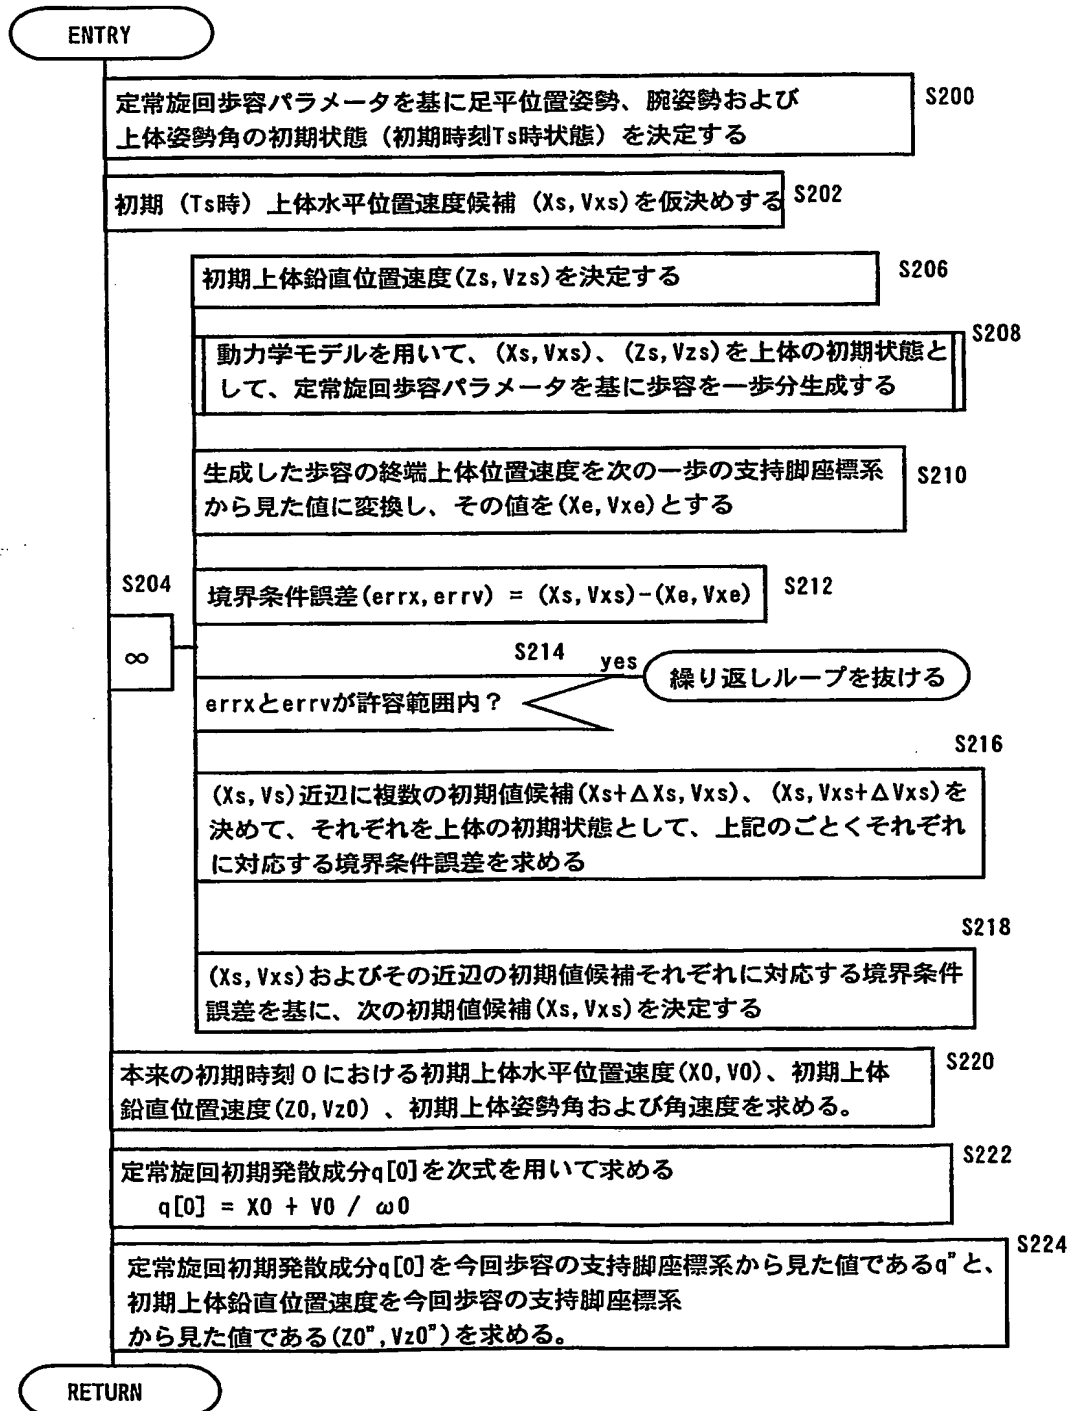 ENTRY
定常旋回歩容パラメータを基に足平位置姿勢、腕姿勢および
上体姿勢角の初期状態（初期時刻Ts時状態）を決定する
S200
初期（Ts時）上体水平位置速度候補（Xs,Vxs)を仮決めする
S202
初期上体鉛直位置速度(Zs,Vzs)を決定する
S206
動力学モデルを用いて、(Xs,Vxs)、(Zs,Vzs)を上体の初期状態と
して、定常旋回歩容パラメータを基に歩容を一歩分生成する
S208
生成した歩容の終端上体位置速度を次の一歩の支持脚座標系
から見た値に変換し、その値を(Xe,Vxe)とする
S210
S204
∞
境界条件誤差(errx,errv) = (Xs,Vxs)-(Xe,Vxe)
S212
S214
errxとerrvが許容範囲内？
yes
繰り返しループを抜ける
S216
(Xs,Vs)近辺に複数の初期値候補(Xs+ΔXs,Vxs)、(Xs,Vxs+ΔVxs)を
決めて、それぞれを上体の初期状態として、上記のごとくそれぞれ
に対応する境界条件誤差を求める
S218
(Xs,Vxs)およびその近辺の初期値候補それぞれに対応する境界条件
誤差を基に、次の初期値候補(Xs,Vxs)を決定する
本来の初期時刻０における初期上体水平位置速度(X0,V0)、初期上体
鉛直位置速度(Z0,Vz0) 、初期上体姿勢角および角速度を求める。
S220
定常旋回初期発散成分q[0]を次式を用いて求める
q[0] = X0 + V0 / ω0
S222
定常旋回初期発散成分q[0]を今回歩容の支持脚座標系から見た値であるq"と、
初期上体鉛直位置速度を今回歩容の支持脚座標系
から見た値である(Z0",Vz0")を求める。
S224
RETURN